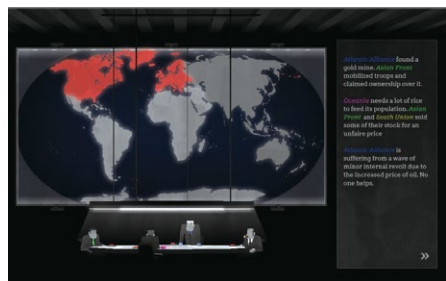 Atlantic Alliance found a
gold mine. Asian Front
mobilized troops and
claimed ownership over it.
Oceania needs a lot of rice
to feed its population. Asian
Front and South Union sold
some of their stock for an
unfaire price
Atlantic Alliance is
suffering from a wave of
minor internal revolt due to
the increased price of oil. No
one helps.
»